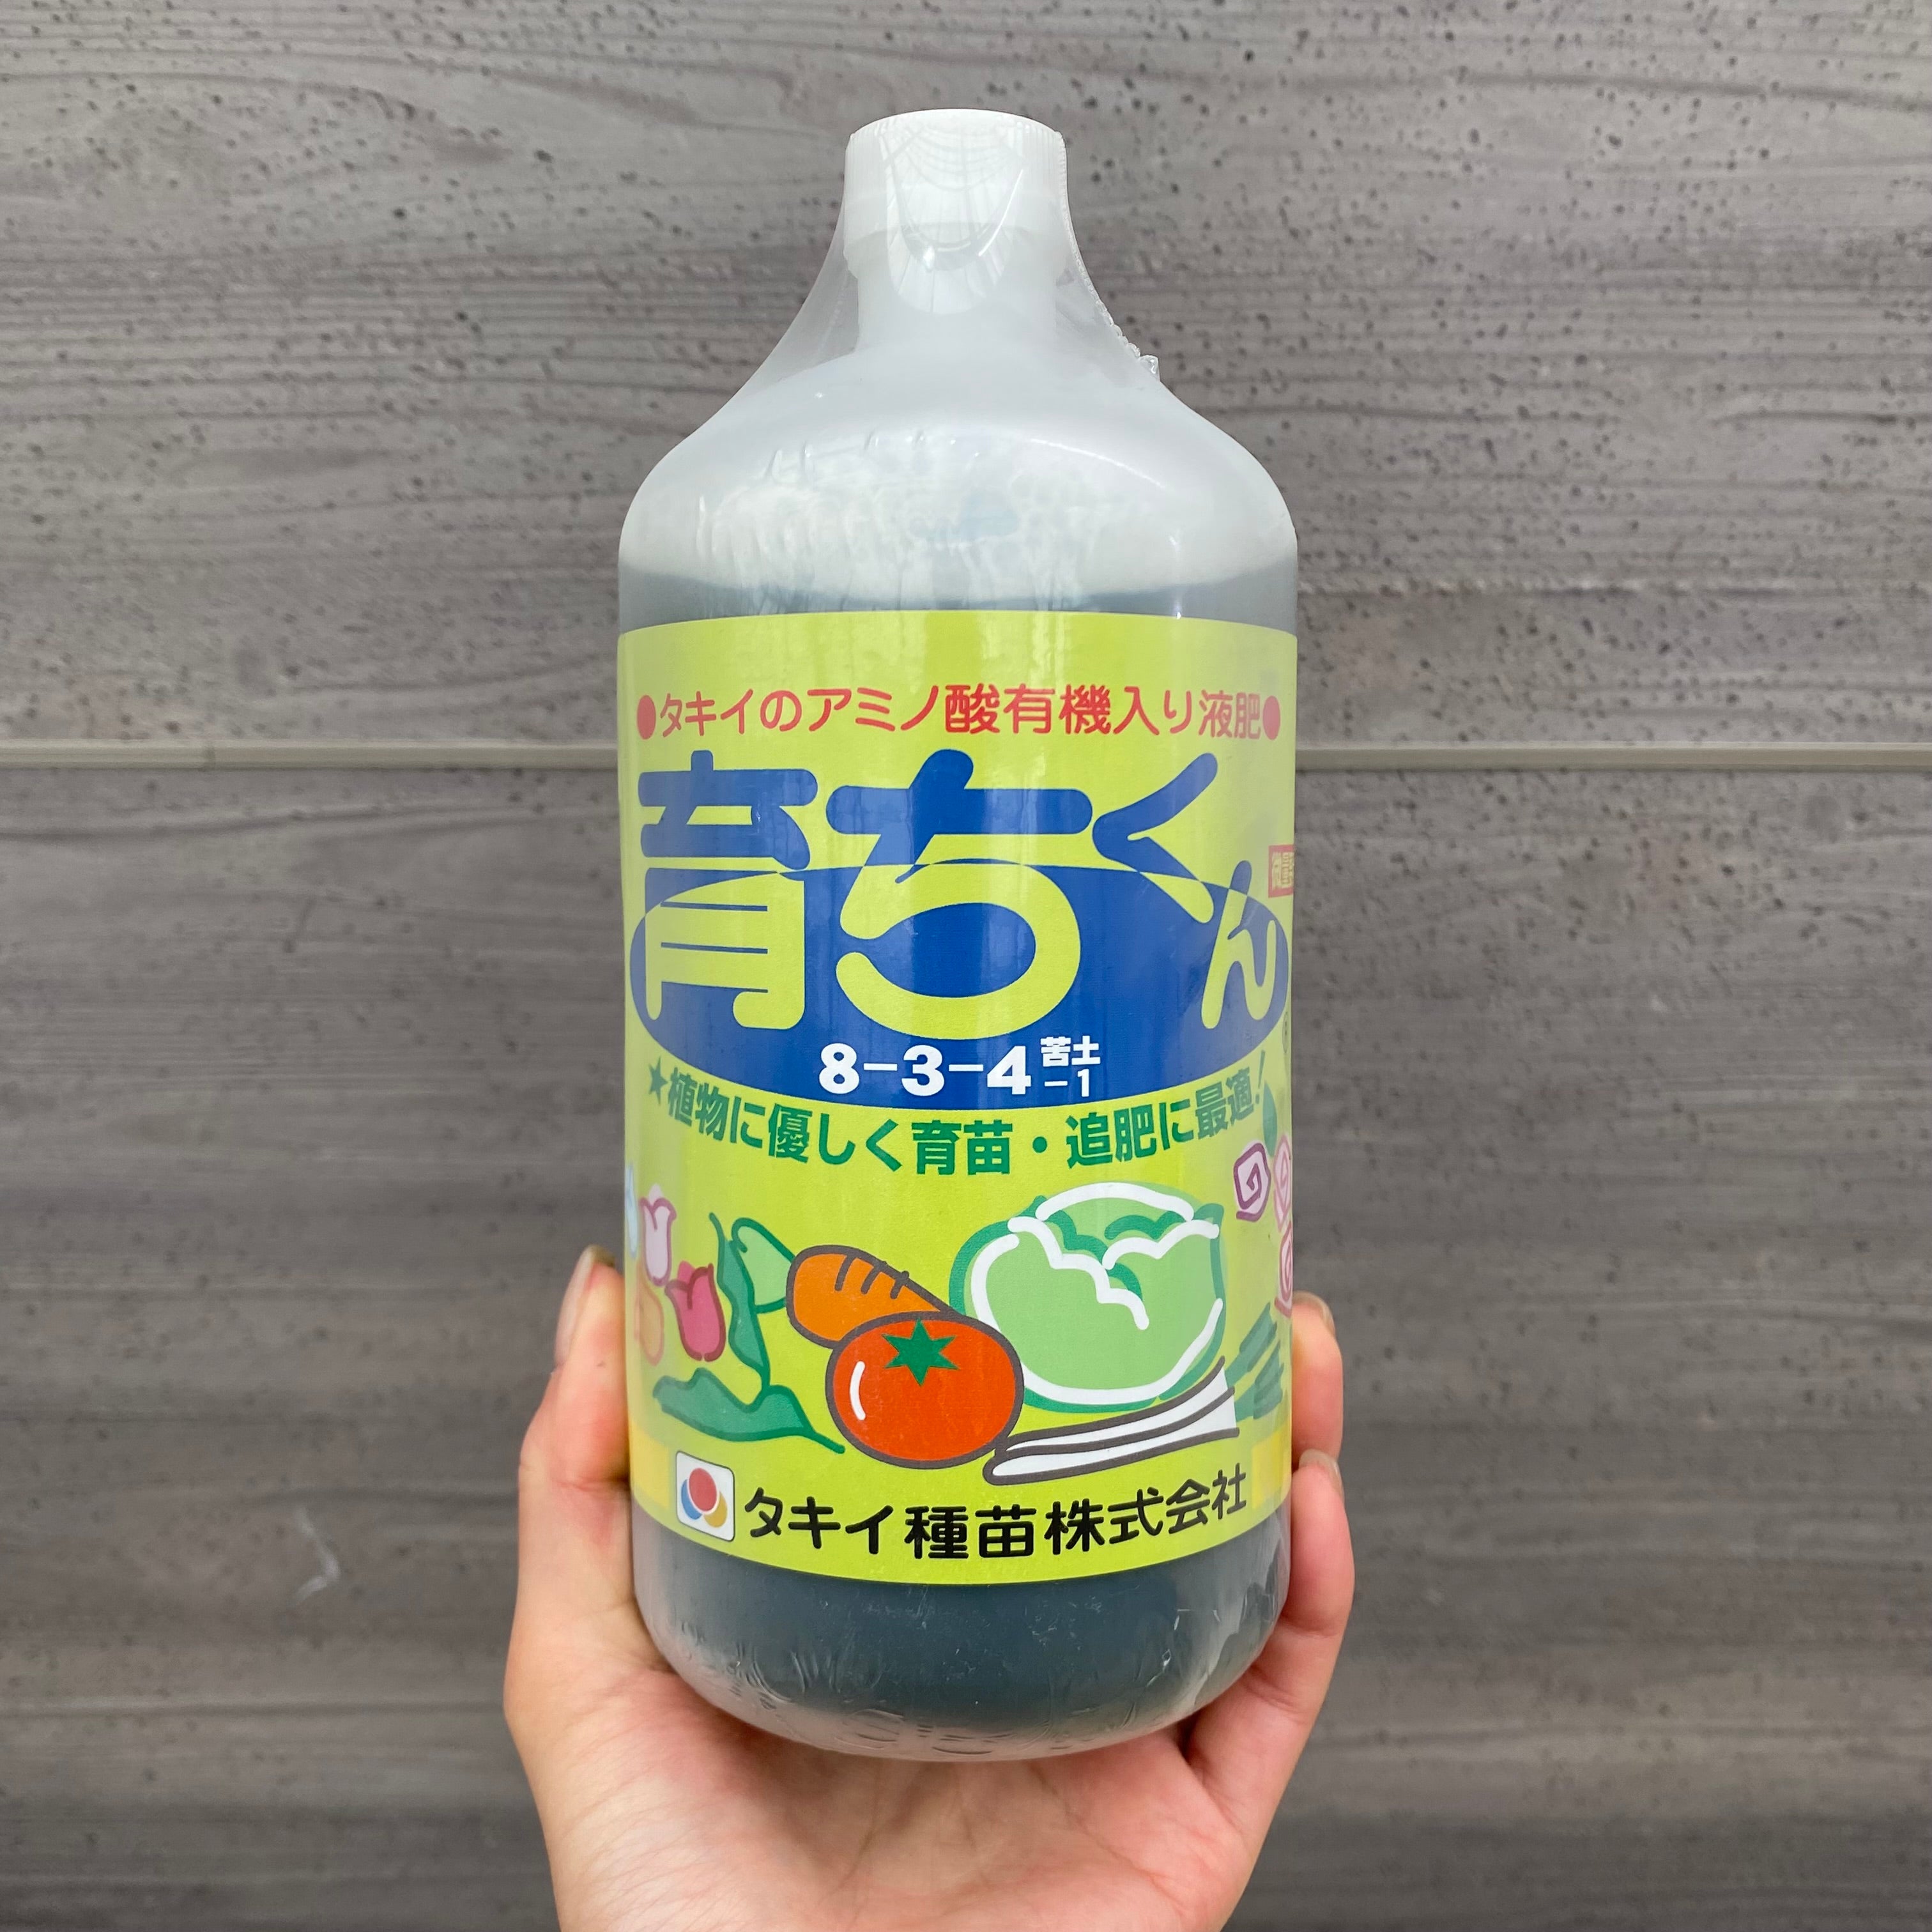 ●タキイのアミノ酸有機入り液肥●
育ちくん
8-3-4 苦土-1
★植物に優しく育苗・追肥に最適!
タキイ種苗株式会社